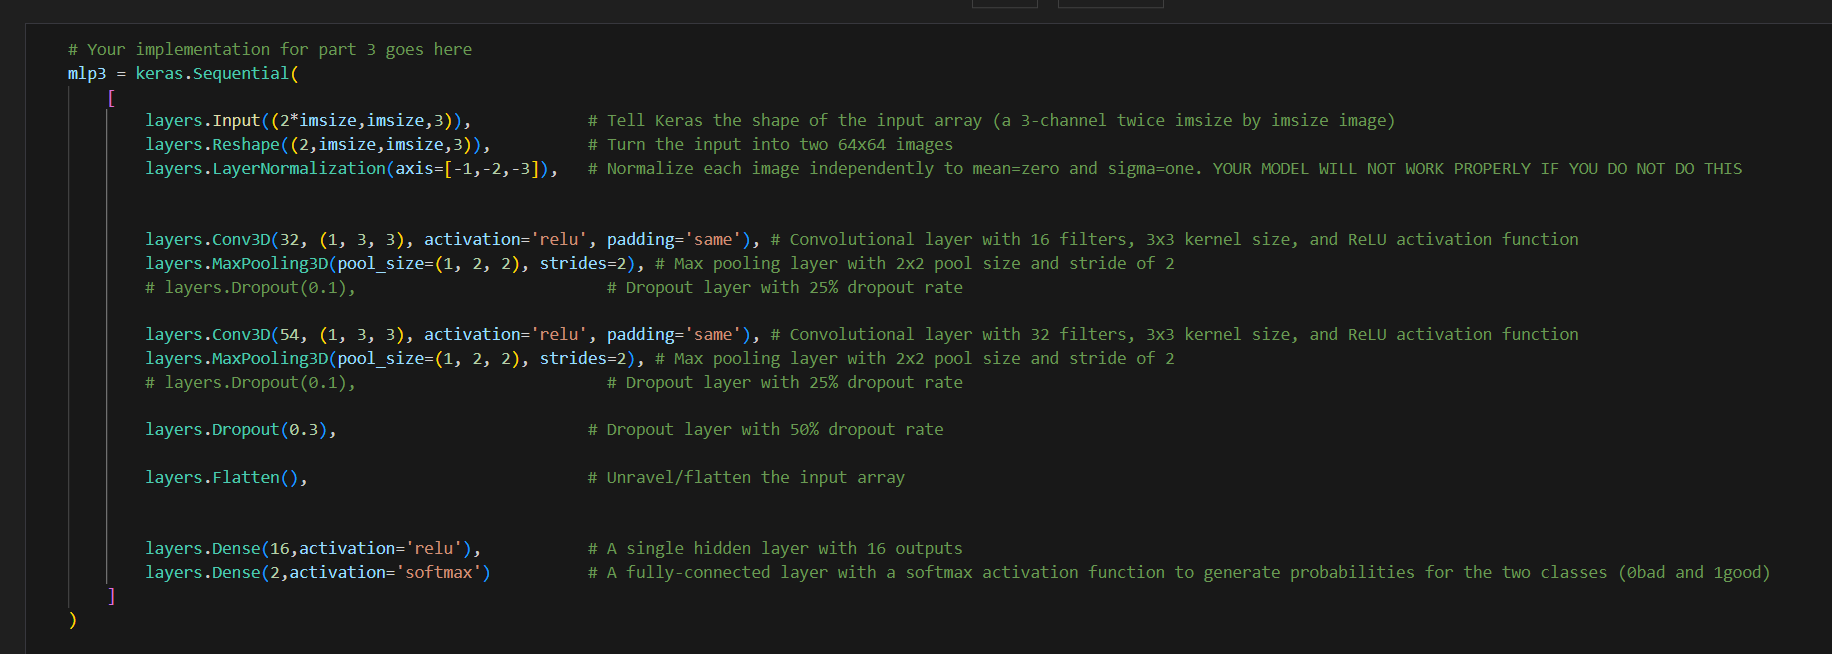 # Your implementation for part 3 goes here
mlp3 = keras.Sequential(
[
layers.Input((2*imsize,imsize,3)), # Tell Keras the shape of the input array (a 3-channel twice imsize by imsize image)
layers.Reshape((2,imsize,imsize,3)), # Turn the input into two 64x64 images
layers.LayerNormalization(axis=[-1,-2,-3]), # Normalize each image independently to mean=zero and sigma=one. YOUR MODEL WILL NOT WORK PROPERLY IF YOU DO NOT DO THIS
layers.Conv3D(32, (1, 3, 3), activation='relu', padding='same'), # Convolutional layer with 16 filters, 3x3 kernel size, and ReLU activation function
layers.MaxPooling3D(pool_size=(1, 2, 2), strides=2), # Max pooling layer with 2x2 pool size and stride of 2
# layers.Dropout(0.1), # Dropout layer with 25% dropout rate
layers.Conv3D(54, (1, 3, 3), activation='relu', padding='same'), # Convolutional layer with 32 filters, 3x3 kernel size, and ReLU activation function
layers.MaxPooling3D(pool_size=(1, 2, 2), strides=2), # Max pooling layer with 2x2 pool size and stride of 2
# layers.Dropout(0.1), # Dropout layer with 25% dropout rate
layers.Dropout(0.3), # Dropout layer with 50% dropout rate
layers.Flatten(), # Unravel/flatten the input array
layers.Dense(16,activation='relu'), # A single hidden layer with 16 outputs
layers.Dense(2,activation='softmax') # A fully-connected layer with a softmax activation function to generate probabilities for the two classes (0bad and 1good)
]
)